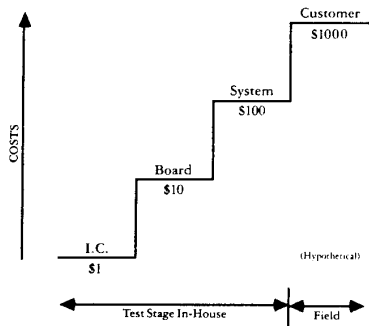 Customer
$1000
System
$100
COSTS
Board
$10
I.C.
$1
(Hypothetical)
Test Stage In-House
Field